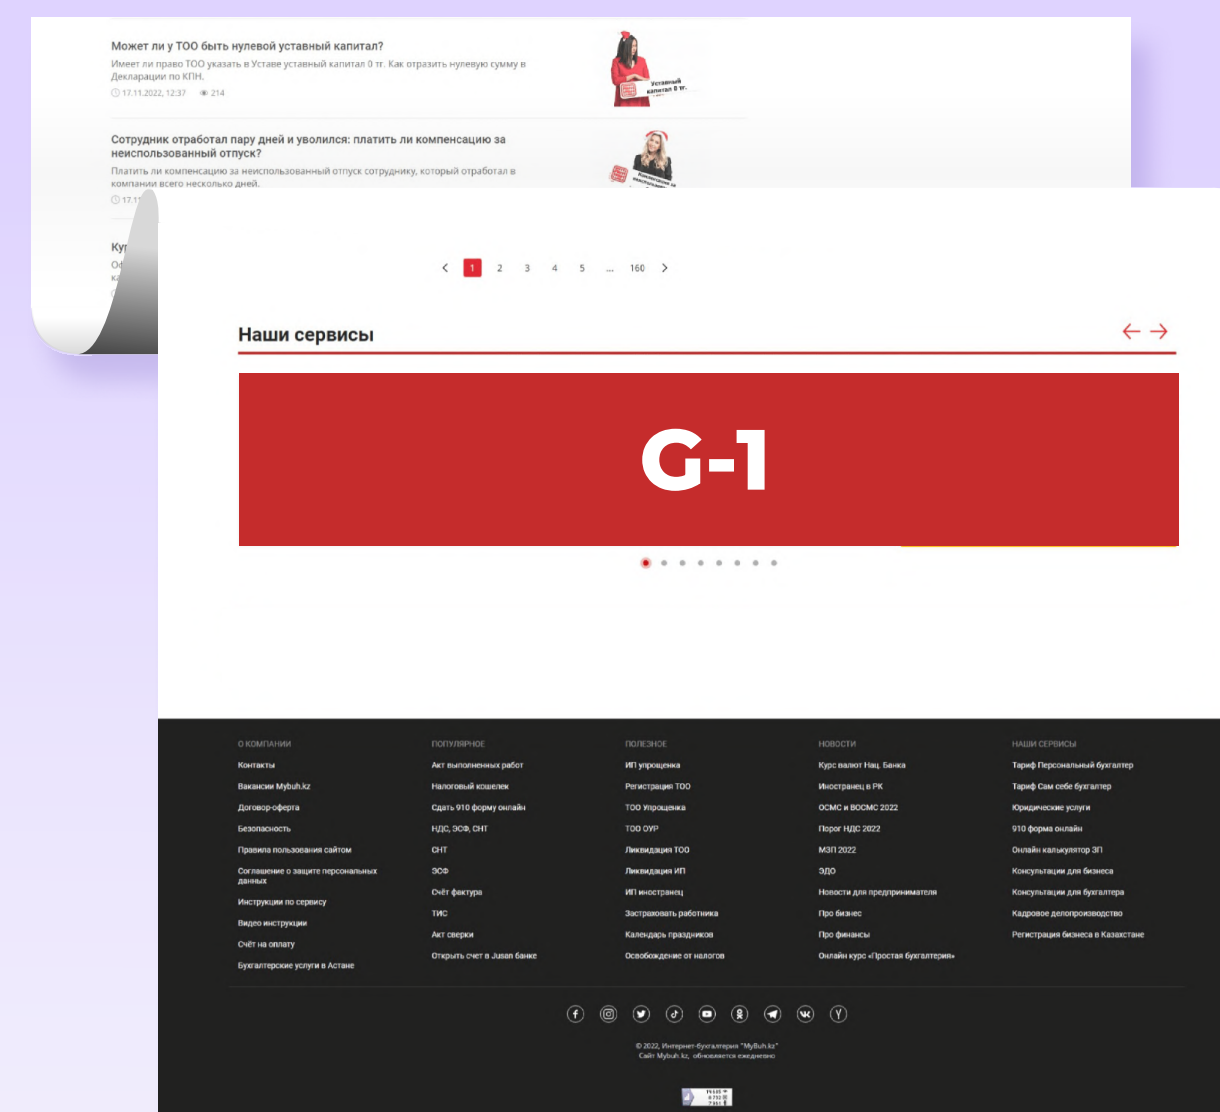 Может ли у ТОО быть нулевой уставный капитал?
Имеет ли право ТОО указать в Уставе уставный капитал 0 тг. Как отразить нулевую сумму в
Декларации по КПН.
17.11.2022, 12:37 214
Уставный
капитал 0 тг.
Сотрудник отработал пару дней и уволился: платить ли компенсацию за
неиспользованный отпуск?
Платить ли компенсацию за неиспользованный отпуск сотруднику, который отработал в
компании всего несколько дней.
17.11
Кур
< 1 2 3 4 5 ... 160 >
Наши сервисы
G-1
О КОМПАНИИ
Контакты
Вакансии Mybuh.kz
Договор-оферта
Безопасность
Правила пользования сайтом
Соглашение о защите персональных
данных
Инструкции по сервису
Видео инструкции
Счёт на оплату
Бухгалтерские услуги в Астане
ПОПУЛЯРНОЕ
Акт выполненных работ
Налоговый кошелек
Сдать 910 форму онлайн
НДС, ЭСФ, СНТ
СНТ
ЭСФ
Счёт фактура
ТИС
Акт сверки
Открыть счет в Jusan банке
ПОЛЕЗНОЕ
ИП упрощенка
Регистрация ТОО
ТОО Упрощенка
ТОО ОУР
Ликвидация ТОО
Ликвидация ИП
ИП иностранец
Застраховать работника
Календарь праздников
Освобождение от налогов
НОВОСТИ
Курс валют Нац. Банка
Иностранец в РК
ОСМС и ВОСМС 2022
Порог НДС 2022
МЗП 2022
ЭДО
Новости для предпринимателя
Про бизнес
Про финансы
Онлайн курс «Простая бухгалтерия»
НАШИ СЕРВИСЫ
Тариф Персональный бухгалтер
Тариф Сам себе бухгалтер
Юридические услуги
910 форма онлайн
Онлайн калькулятор ЗП
Консультации для бизнеса
Консультации для бухгалтера
Кадровое делопроизводство
Регистрация бизнеса в Казахстане
© 2022, Интернет-бухгалтерия "MyBuh.kz"
Сайт Mybuh.kz, обновляется ежедневно